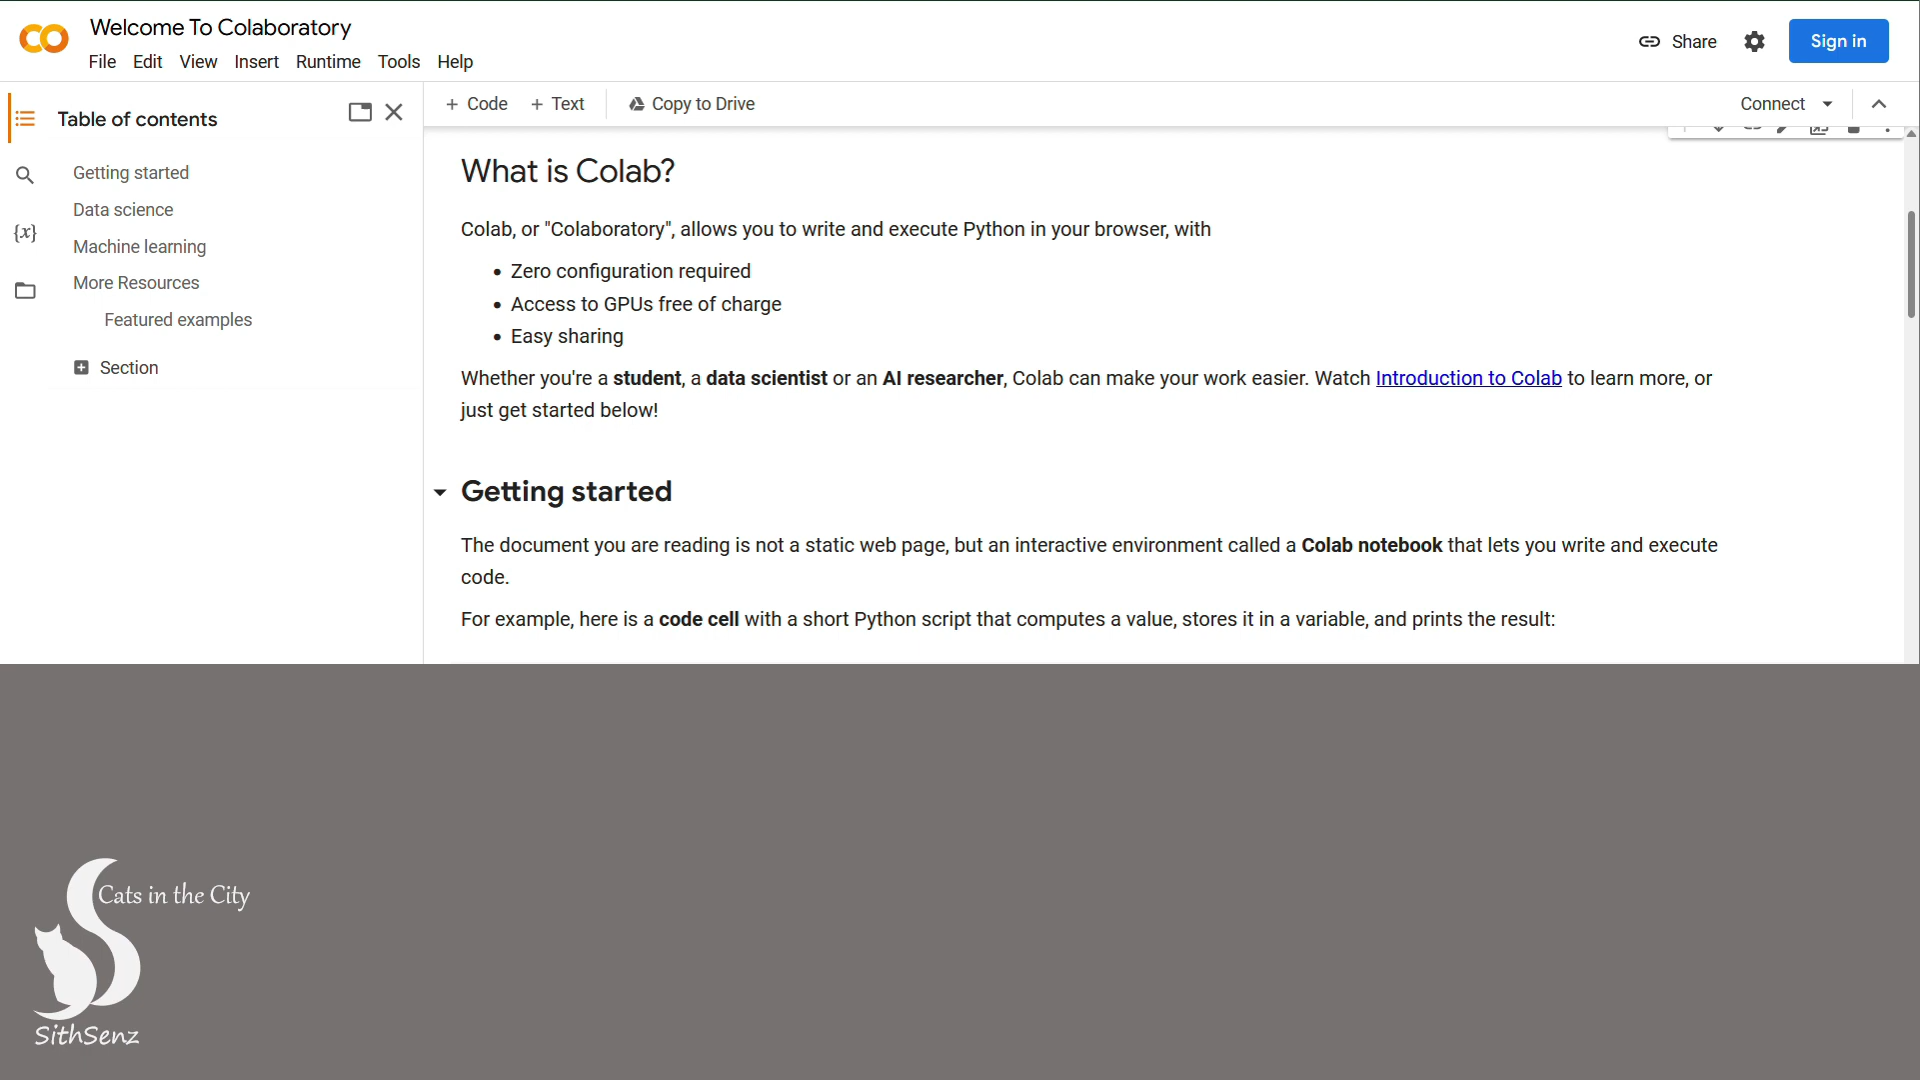 Welcome To Colaboratory
File Edit View Insert Runtime Tools Help
Share
Sign in
Table of contents
+ Code + Text Copy to Drive
Connect
Getting started
Data science
{x}
Machine learning
More Resources
Featured examples
Section
What is Colab?
Colab, or "Colaboratory", allows you to write and execute Python in your browser, with
• Zero configuration required
• Access to GPUs free of charge
• Easy sharing
Whether you're a student, a data scientist or an AI researcher, Colab can make your work easier. Watch Introduction to Colab to learn more, or
just get started below!
Getting started
The document you are reading is not a static web page, but an interactive environment called a Colab notebook that lets you write and execute
code.
For example, here is a code cell with a short Python script that computes a value, stores it in a variable, and prints the result:
Cats in the City
SithSenz